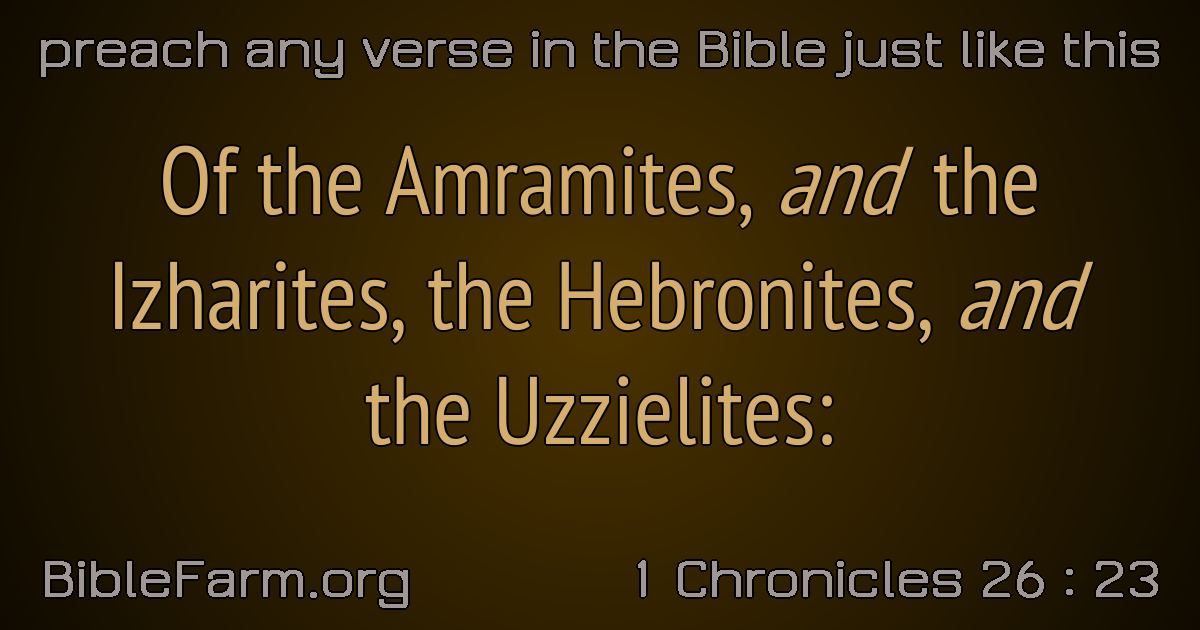 preach any verse in the Bible just like this
Of the Amramites, and the
Izharites, the Hebronites, and
the Uzzielites:
BibleFarm.org
1 Chronicles 26 : 23